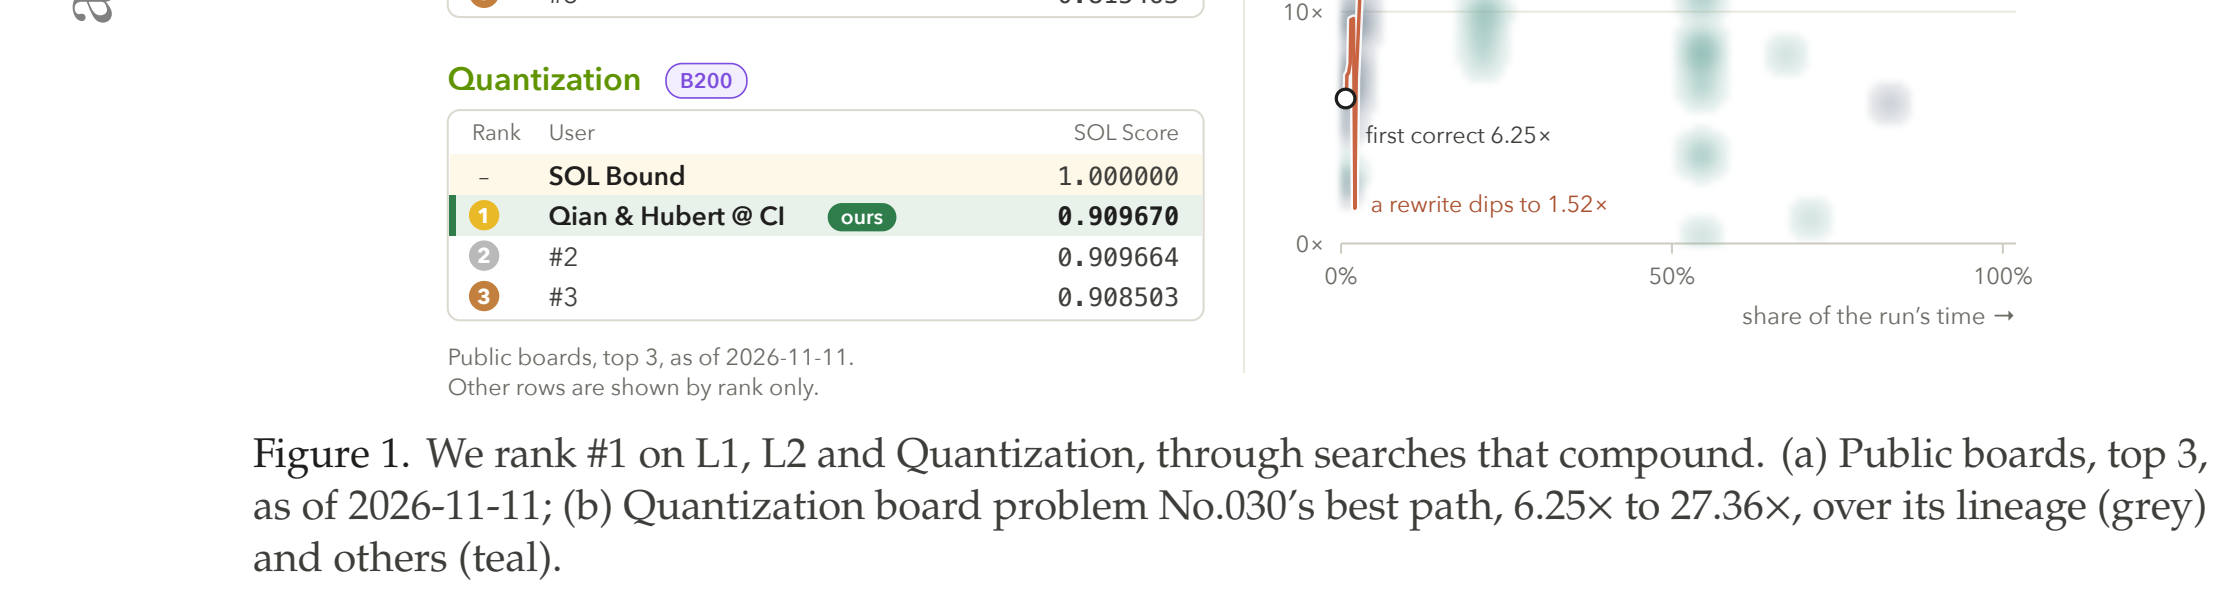 Quantization B200
Rank User SOL Score
– SOL Bound 1.000000
1 Qian & Hubert @ CI ours 0.909670
2 #2 0.909664
3 #3 0.908503
Public boards, top 3, as of 2026-11-11.
Other rows are shown by rank only.
10×
first correct 6.25×
a rewrite dips to 1.52×
0×
0% 50% 100%
share of the run’s time →
Figure 1. We rank #1 on L1, L2 and Quantization, through searches that compound. (a) Public boards, top 3,
as of 2026-11-11; (b) Quantization board problem No.030’s best path, 6.25× to 27.36×, over its lineage (grey)
and others (teal).